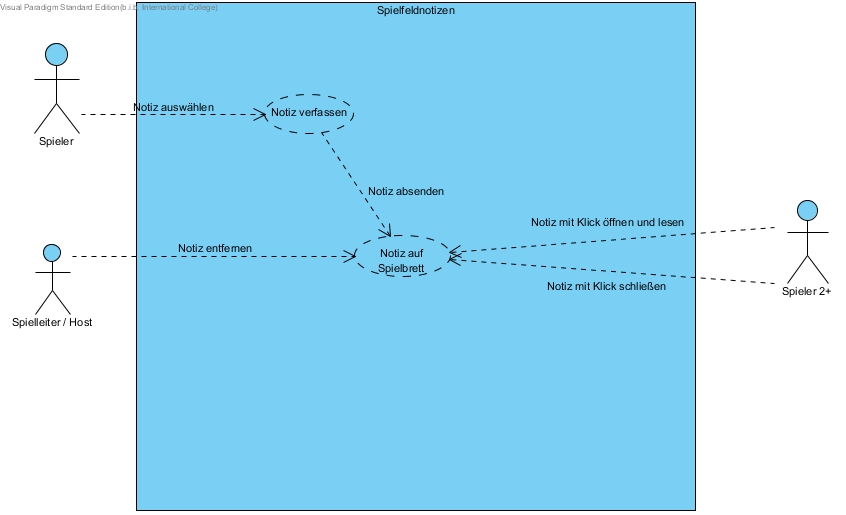 Visual Paradigm Standard Edition(b.i.b. International College)
Spielfeldnotizen
Notiz auswählen
Notiz verfassen
Spieler
Notiz absenden
Notiz mit Klick öffnen und lesen
Notiz entfernen
Notiz auf
Spielbrett
Notiz mit Klick schließen
Spieler 2+
Spielleiter / Host